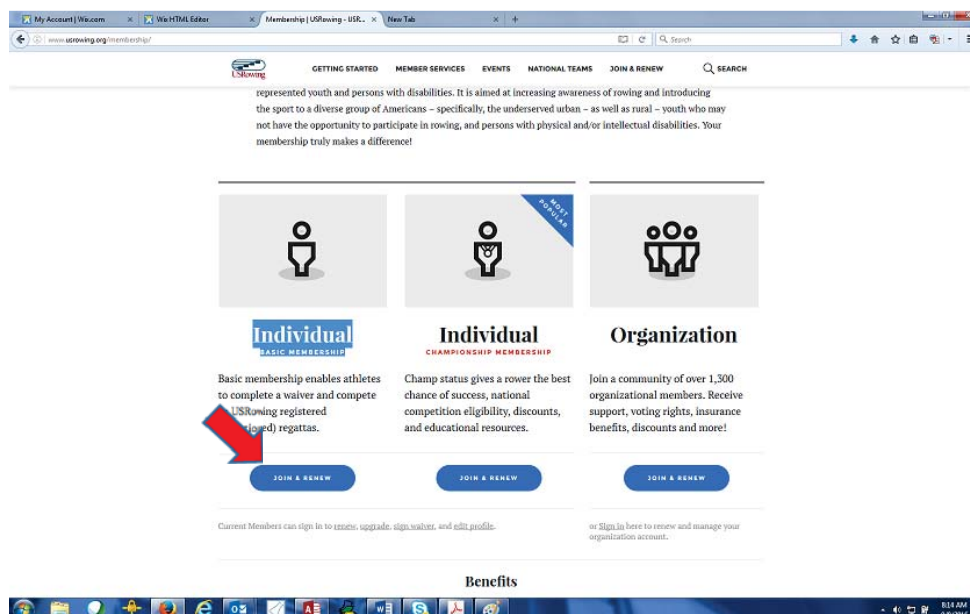 My Account | Wix.com
Wix HTML Editor
Membership | USRowing - USR...
New Tab
www.usrowing.org/membership/
Search
USRowing
GETTING STARTED
MEMBER SERVICES
EVENTS
NATIONAL TEAMS
JOIN & RENEW
SEARCH
represented youth and persons with disabilities. It is aimed at increasing awareness of rowing and introducing
the sport to a diverse group of Americans – specifically, the underserved urban – as well as rural – youth who may
not have the opportunity to participate in rowing, and persons with physical and/or intellectual disabilities. Your
membership truly makes a difference!
MOST
POPULAR
Individual
BASIC MEMBERSHIP
Basic membership enables athletes
to complete a waiver and compete
USRowing registered
regattas.
JOIN & RENEW
Individual
CHAMPIONSHIP MEMBERSHIP
Champ status gives a rower the best
chance of success, national
competition eligibility, discounts,
and educational resources.
JOIN & RENEW
Organization
Join a community of over 1,300
organizational members. Receive
support, voting rights, insurance
benefits, discounts and more!
JOIN & RENEW
Current Members can sign in to renew, upgrade, sign waiver, and edit profile.
or Sign in here to renew and manage your
organization account.
Benefits
8:14 AM